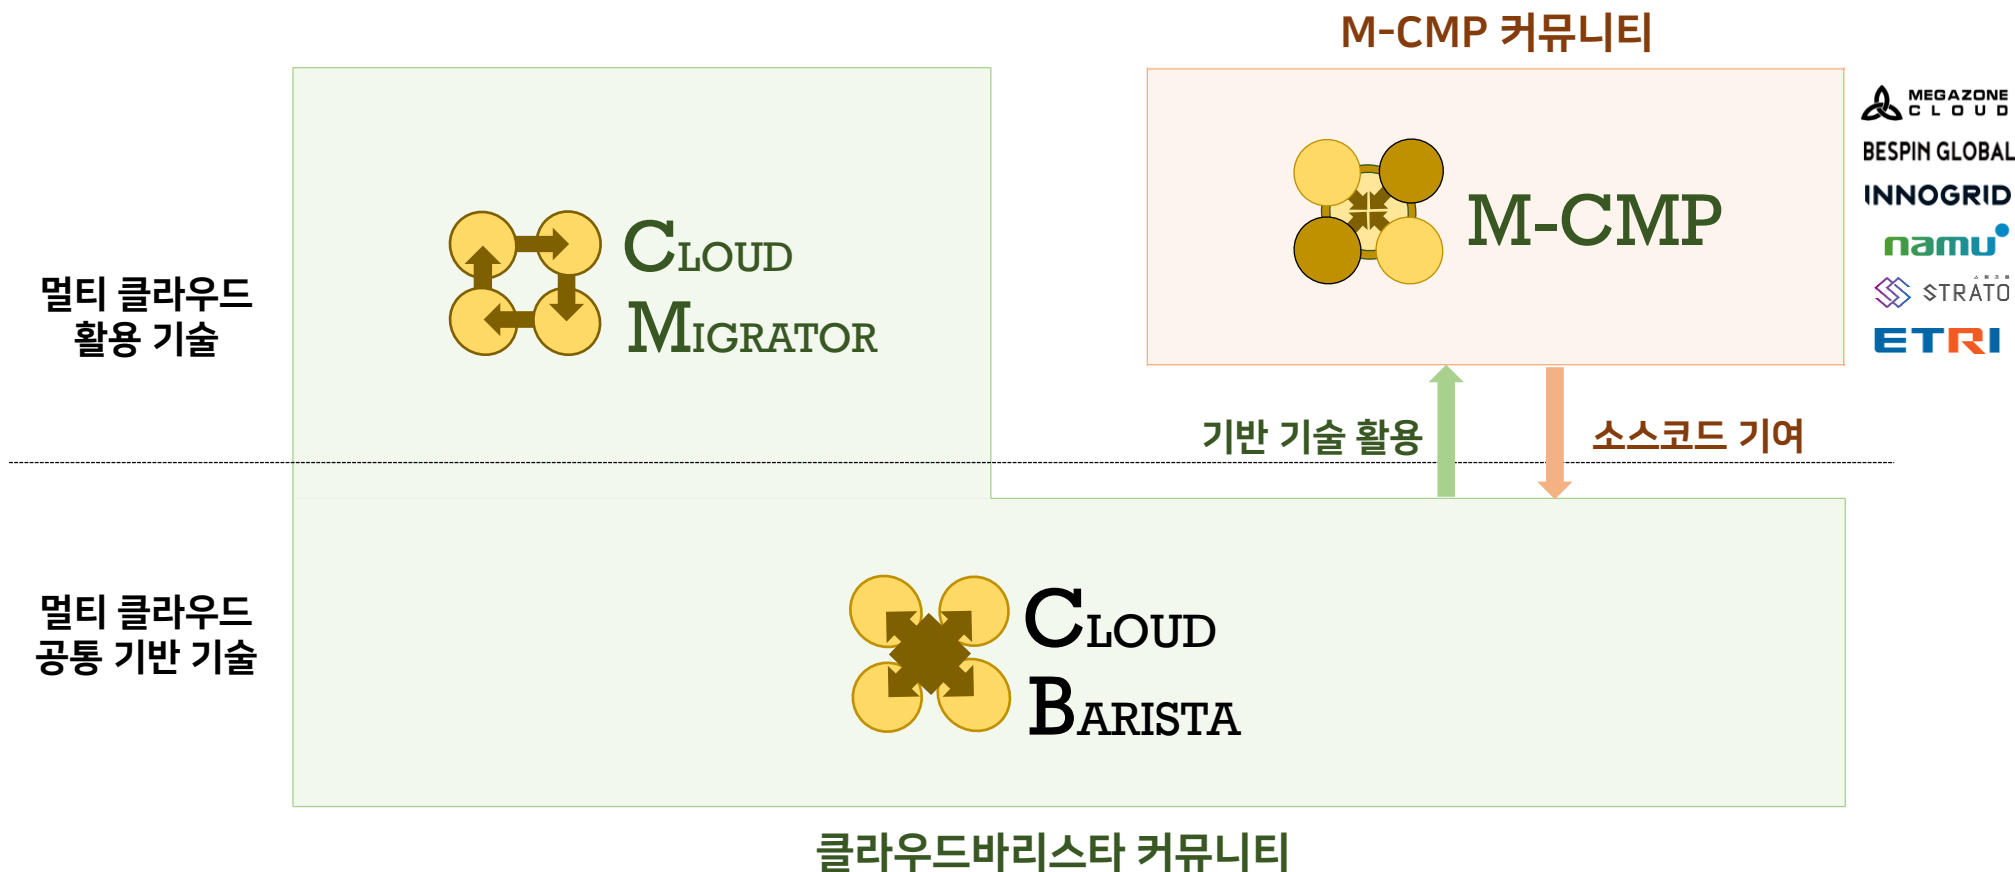 M-CMP 커뮤니티
MEGAZONE
CLOUD
BESPIN GLOBAL
INNOGRID
namu
STRATO
ETRI
M-CMP
CLOUD
MIGRATOR
멀티 클라우드
활용 기술
기반 기술 활용
소스코드 기여
멀티 클라우드
공통 기반 기술
CLOUD
BARISTA
클라우드바리스타 커뮤니티